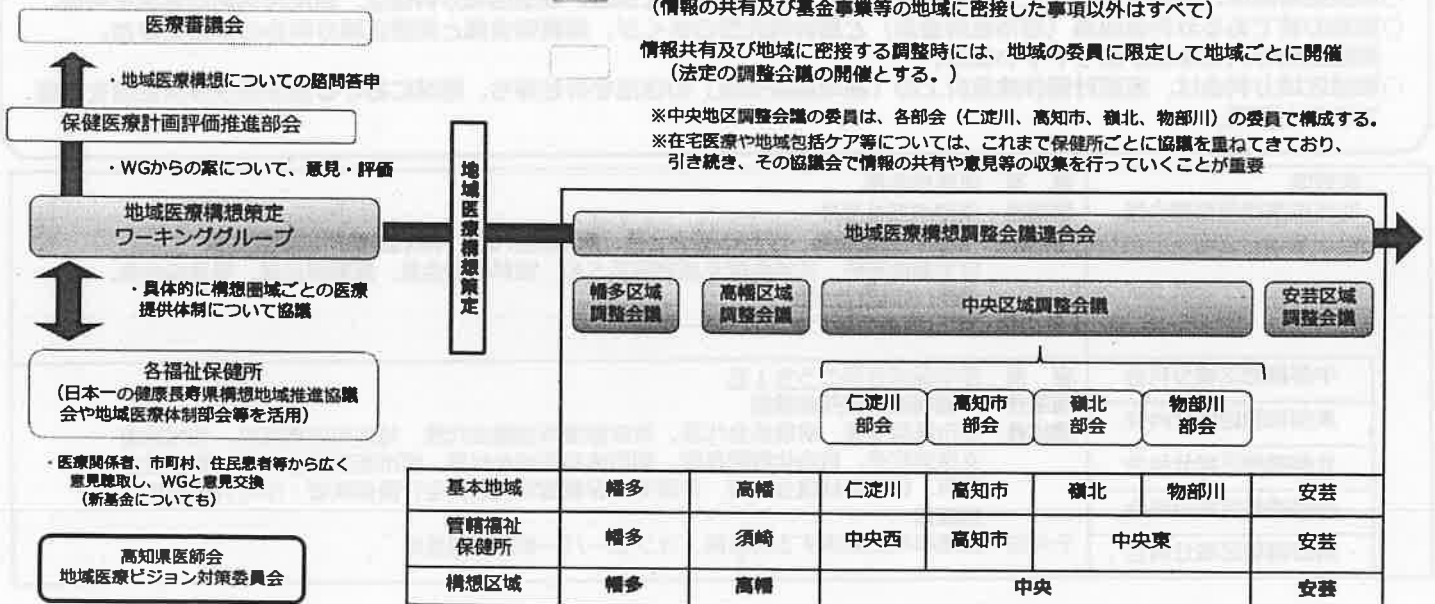 (情報の共有及び基金事業等の地域に密接した事項以外はすべて)
情報共有及び地域に密接する調整時には、地域の委員に限定して地域ごとに開催
(法定の調整会議の開催とする。)
※中央地区調整会議の委員は、各部会(仁淀川、高知市、嶺北、物部川)の委員で構成する。
※在宅医療や地域包括ケア等については、これまで保健所ごとに協議を重ねてきており、
引き続き、その協議会で情報の共有や意見等の収集を行っていくことが重要
医療審議会
・地域医療構想についての諮問答申
保健医療計画評価推進部会
・WGからの案について、意見・評価
地域医療構想策定
ワーキンググループ
・具体的に構想圏域ごとの医療
提供体制について協議
各福祉保健所
(日本一の健康長寿県構想地域推進協議
会や地域医療体制部会等を活用)
・医療関係者、市町村、住民患者等から広く
意見聴取し、WGと意見交換
(新基金についても)
高知県医師会
地域医療ビジョン対策委員会
地域医療構想策定
地域医療構想調整会議連合会
幡多区域
調整会議
高幡区域
調整会議
中央区域調整会議
安芸区域
調整会議
仁淀川
部会
高知市
部会
嶺北
部会
物部川
部会
基本地域 幡多 高幡 仁淀川 高知市 嶺北 物部川 安芸
管轄福祉
保健所 幡多 須崎 中央西 高知市 中央東 安芸
構想区域 幡多 高幡 中央 安芸